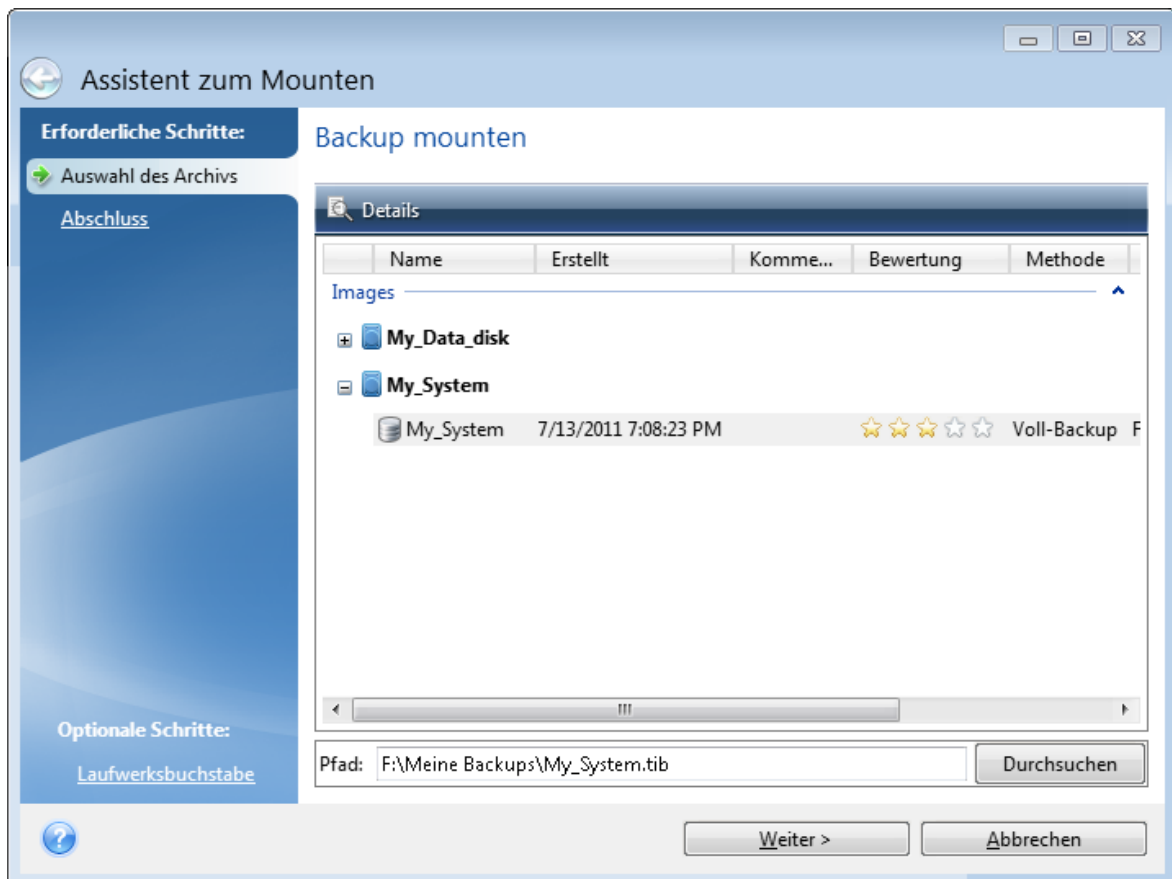 Assistent zum Mounten
Erforderliche Schritte:
Auswahl des Archivs
Abschluss
Backup mounten
Details
Name Erstellt Komme... Bewertung Methode
Images
My_Data_disk
My_System
My_System 7/13/2011 7:08:23 PM Voll-Backup F
Optionale Schritte:
Laufwerksbuchstabe
Pfad: F:\Meine Backups\My_System.tib Durchsuchen
Weiter > Abbrechen